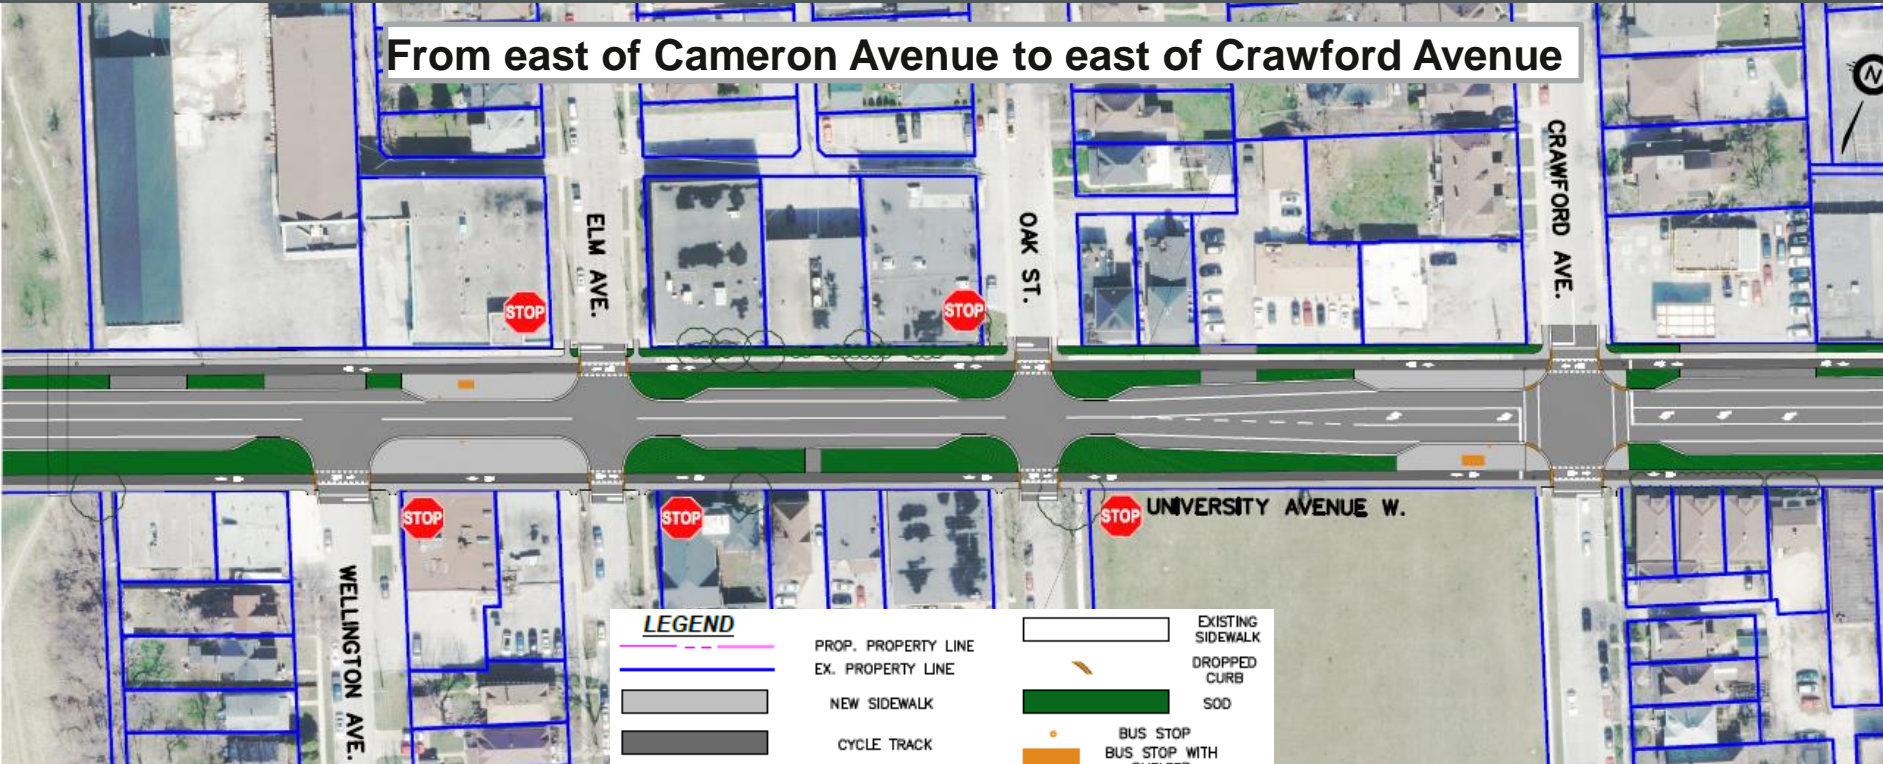 From east of Cameron Avenue to east of Crawford Avenue
N
CRAWFORD AVE.
ELM AVE.
OAK ST.
STOP
STOP
STOP
STOP
STOP
UNIVERSITY AVENUE W.
WELLINGTON AVE.
LEGEND
PROP. PROPERTY LINE
EX. PROPERTY LINE
NEW SIDEWALK
CYCLE TRACK
EXISTING
SIDEWALK
DROPPED
CURB
SOD
BUS STOP
BUS STOP WITH